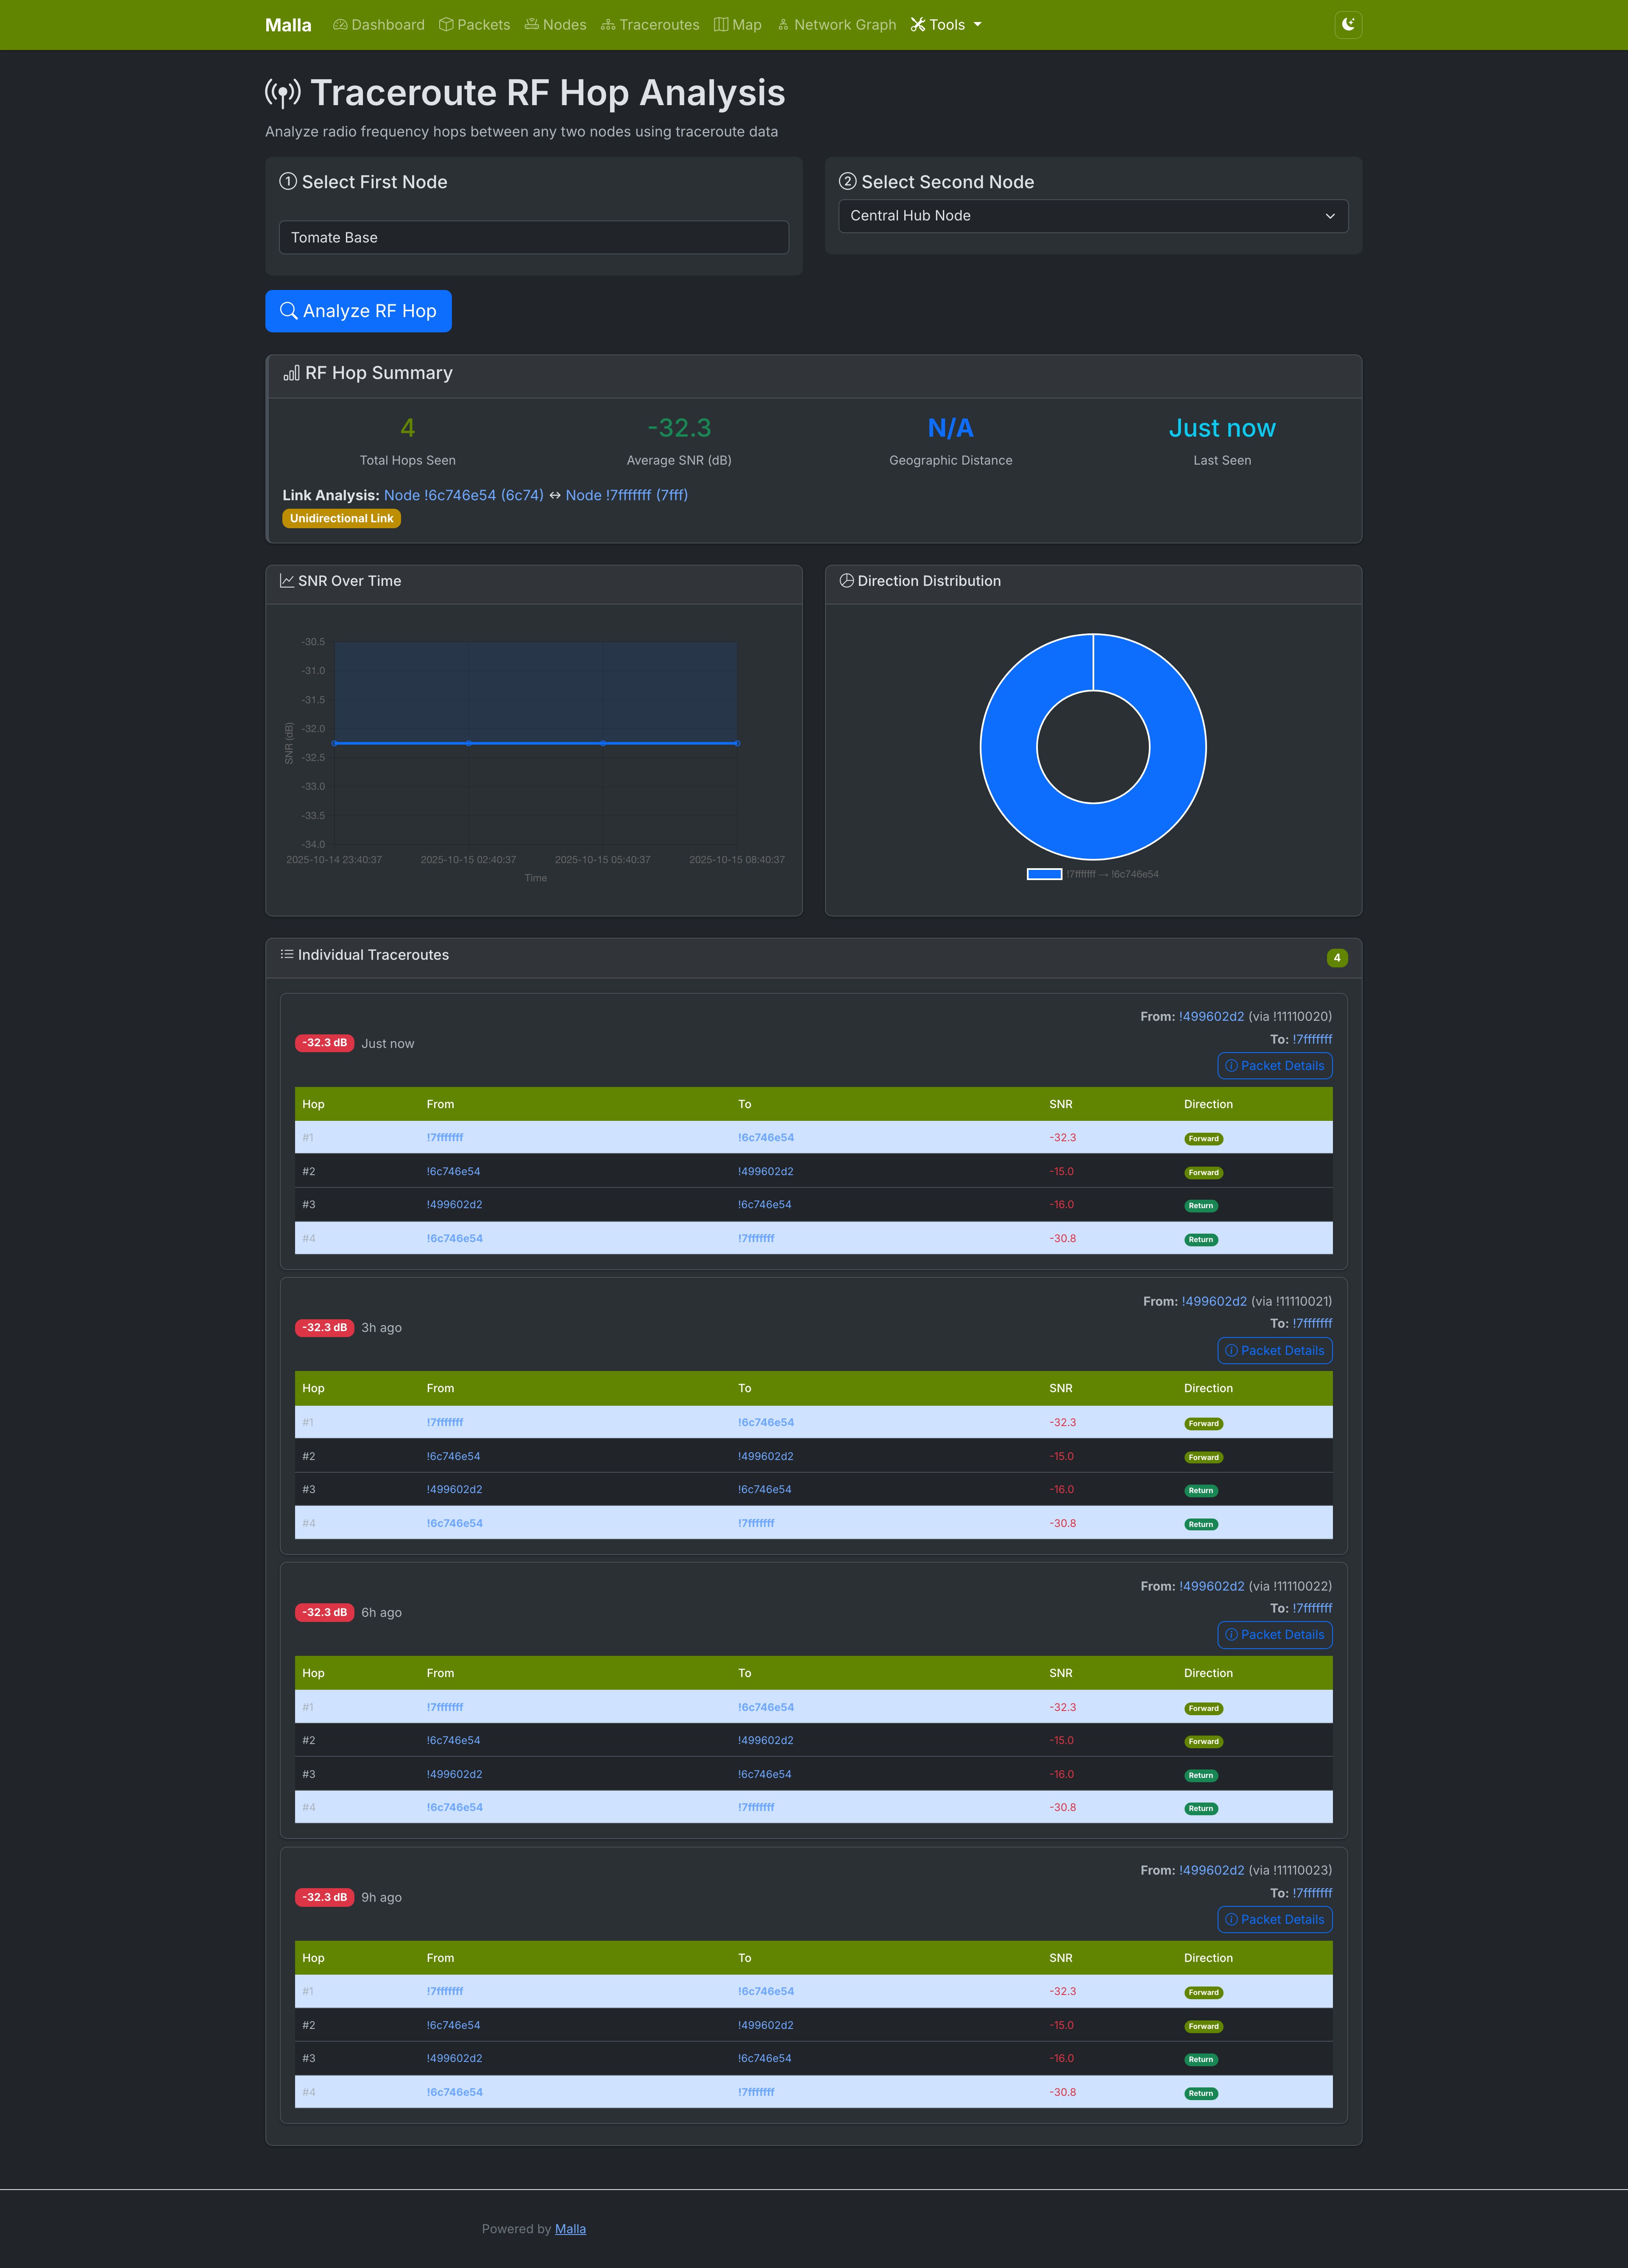 Malla Dashboard Packets Nodes Traceroutes Map Network Graph Tools
Traceroute RF Hop Analysis
Analyze radio frequency hops between any two nodes using traceroute data
1 Select First Node
Tomate Base
2 Select Second Node
Central Hub Node
Analyze RF Hop
RF Hop Summary
4 -32.3 N/A Just now
Total Hops Seen Average SNR (dB) Geographic Distance Last Seen
Link Analysis: Node !6c746e54 (6c74) ↔ Node !7fffffff (7fff)
Unidirectional Link
SNR Over Time
-30.5
-31.0
-31.5
-32.0
-32.5
-33.0
-33.5
-34.0
SNR (dB)
2025-10-14 23:40:37 2025-10-15 02:40:37 2025-10-15 05:40:37 2025-10-15 08:40:37
Time
Direction Distribution
!7fffffff → !6c746e54
Individual Traceroutes 4
-32.3 dB Just now
From: !499602d2 (via !11110020)
To: !7fffffff
Packet Details
Hop From To SNR Direction
#1 !7fffffff !6c746e54 -32.3 Forward
#2 !6c746e54 !499602d2 -15.0 Forward
#3 !499602d2 !6c746e54 -16.0 Return
#4 !6c746e54 !7fffffff -30.8 Return
-32.3 dB 3h ago
From: !499602d2 (via !11110021)
To: !7fffffff
Packet Details
Hop From To SNR Direction
#1 !7fffffff !6c746e54 -32.3 Forward
#2 !6c746e54 !499602d2 -15.0 Forward
#3 !499602d2 !6c746e54 -16.0 Return
#4 !6c746e54 !7fffffff -30.8 Return
-32.3 dB 6h ago
From: !499602d2 (via !11110022)
To: !7fffffff
Packet Details
Hop From To SNR Direction
#1 !7fffffff !6c746e54 -32.3 Forward
#2 !6c746e54 !499602d2 -15.0 Forward
#3 !499602d2 !6c746e54 -16.0 Return
#4 !6c746e54 !7fffffff -30.8 Return
-32.3 dB 9h ago
From: !499602d2 (via !11110023)
To: !7fffffff
Packet Details
Hop From To SNR Direction
#1 !7fffffff !6c746e54 -32.3 Forward
#2 !6c746e54 !499602d2 -15.0 Forward
#3 !499602d2 !6c746e54 -16.0 Return
#4 !6c746e54 !7fffffff -30.8 Return
Powered by Malla